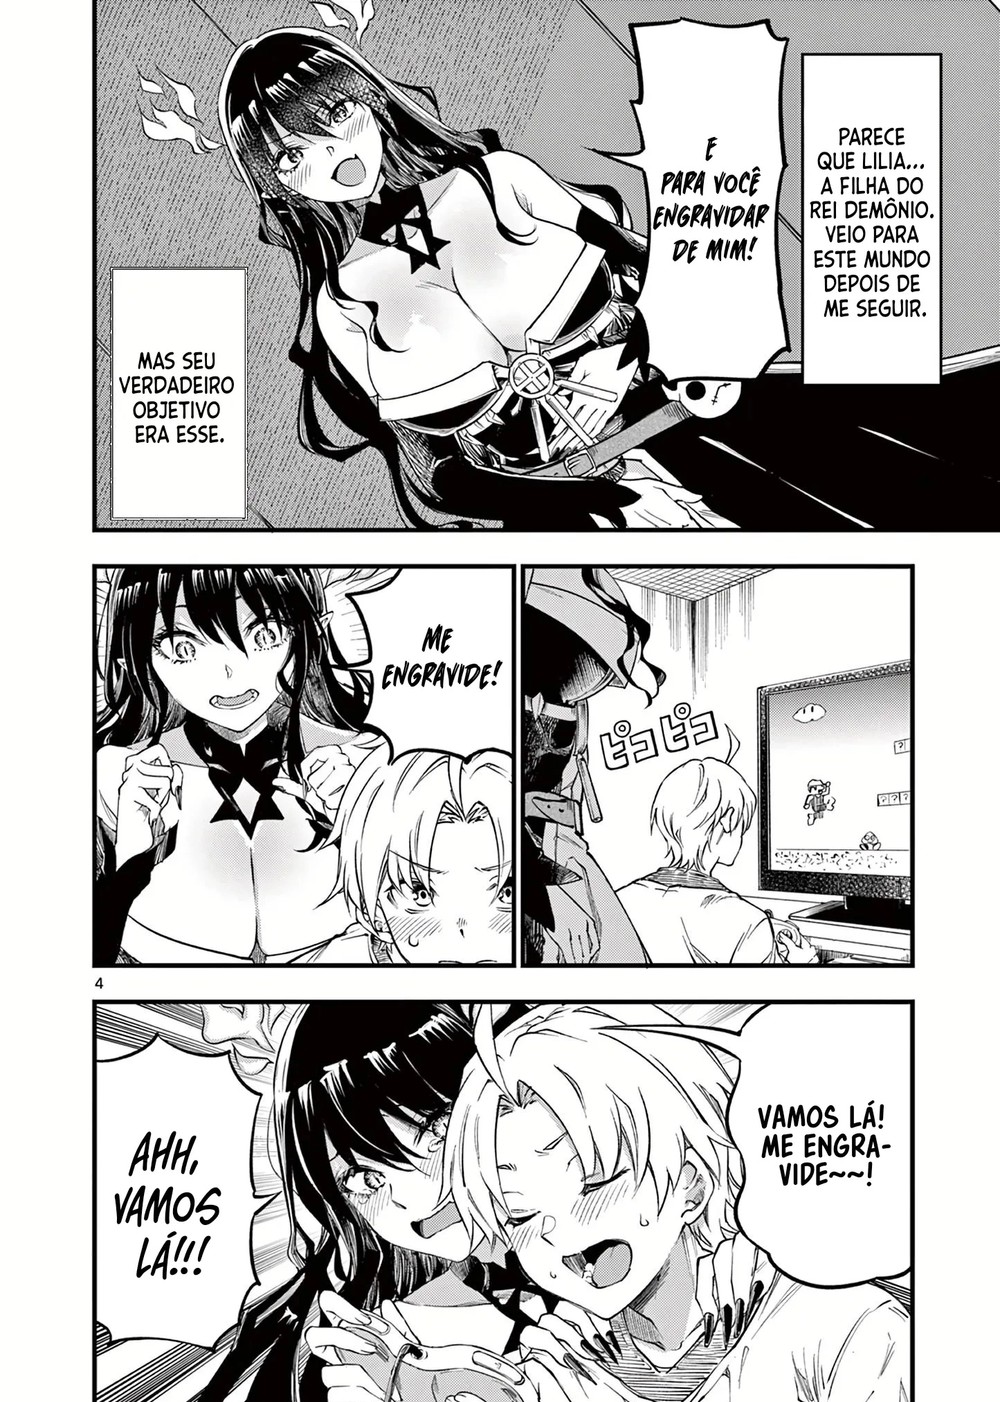 PARECE
QUE LILIA...
A FILHA DO
REI DEMÔNIO.
VEIO PARA
ESTE MUNDO
DEPOIS DE
ME SEGUIR.
E
PARA VOCÊ
ENGRAVIDAR
DE MIM!
MAS SEU
VERDADEIRO
OBJETIVO
ERA ESSE.
ピコピコ
?
? ?
ME
ENGRAVIDE!
4
VAMOS LÁ!
ME ENGRA-
VIDE~~!
AHH,
VAMOS
LÁ!!!